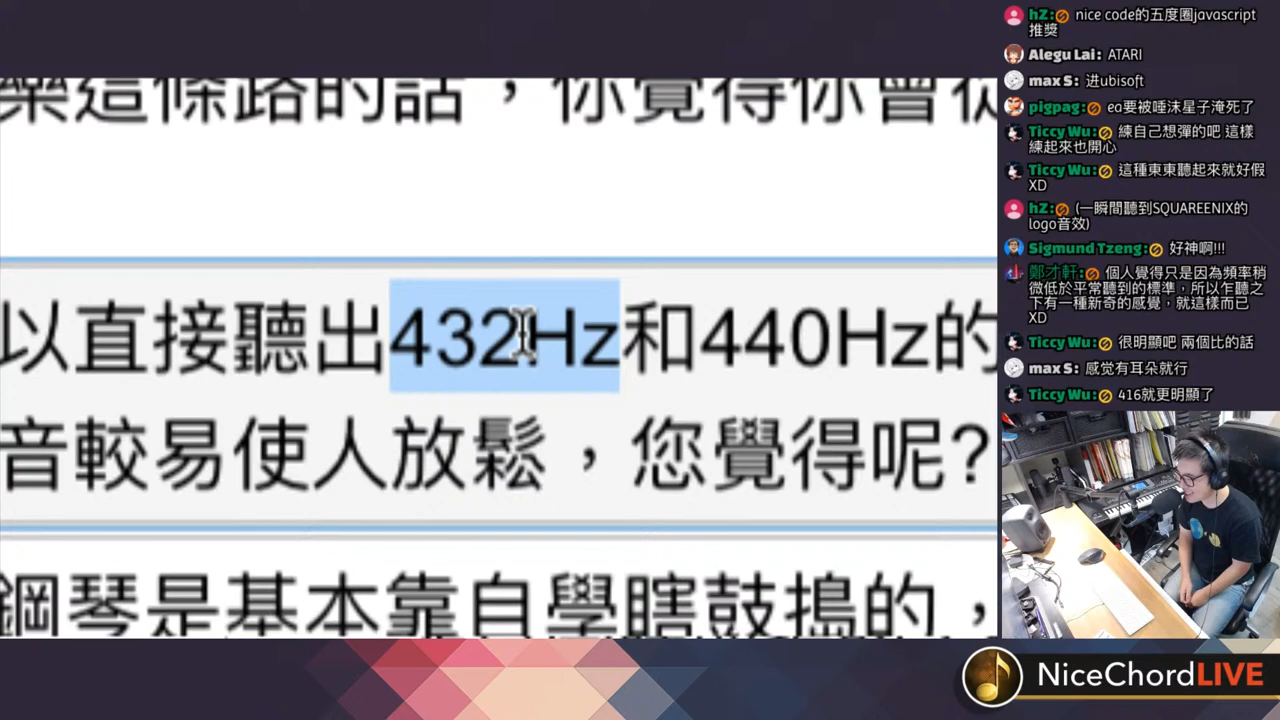 樂這條路的話，你覺得你會從
以直接聽出432Hz和440Hz的
音較易使人放鬆，您覺得呢?
鋼琴是基本靠自學瞎鼓搗的，
hZ: nice code的五度圈javascript
推獎
Alegu Lai: ATARI
max S: 进ubisoft
pigpag: ea要被唾沫星子淹死了
Ticcy Wu: 練自己想彈的吧 這樣
練起來也開心
Ticcy Wu: 這種東東聽起來就好假
XD
hZ: (一瞬間聽到SQUAREENIX的
logo音效)
Sigmund Tzeng: 好神啊!!!
鄭才軒: 個人覺得只是因為頻率稍
微低於平常聽到的標準，所以乍聽之
下有一種新奇的感覺，就這樣而已
XD
Ticcy Wu: 很明顯吧 兩個比的話
max S: 感觉有耳朵就行
Ticcy Wu: 416就更明顯了
NiceChordLIVE